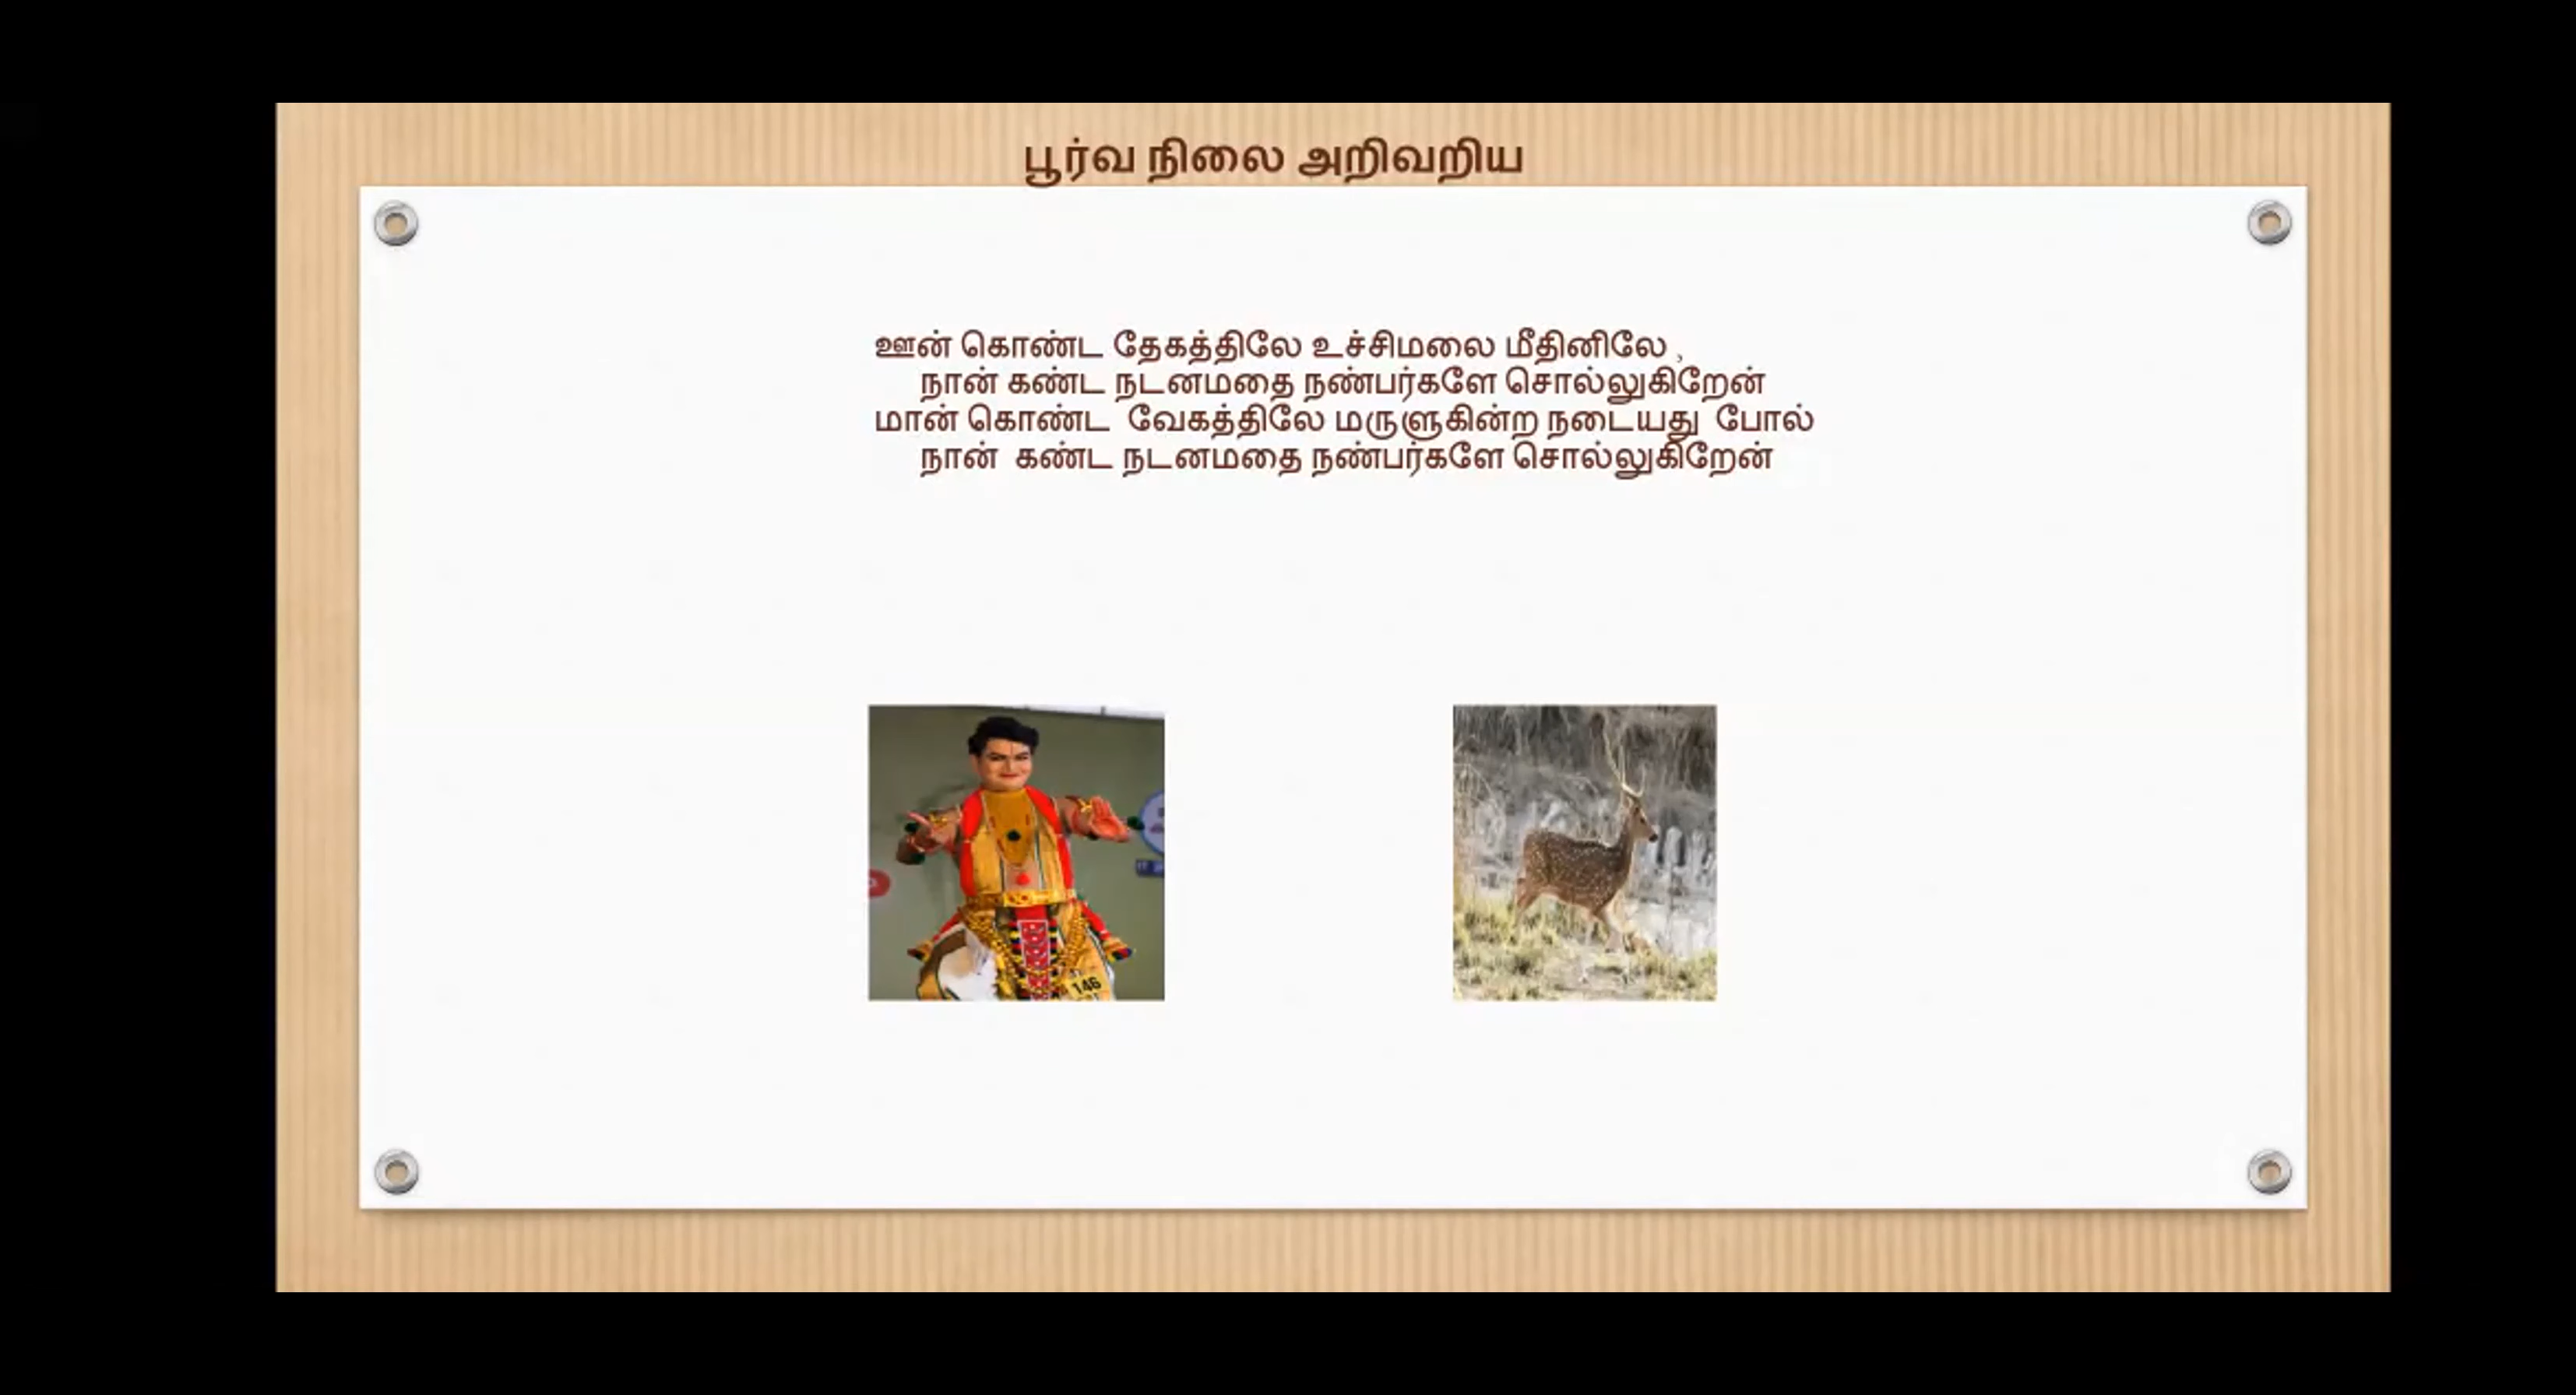 பூர்வ நிலை அறிவறிய
ஊன் கொண்ட தேகத்திலே உச்சிமலை மீதினிலே ,
நான் கண்ட நடனமதை நண்பர்களே சொல்லுகிறேன்
மான் கொண்ட வேகத்திலே மருளுகின்ற நடையது போல்
நான் கண்ட நடனமதை நண்பர்களே சொல்லுகிறேன்
146